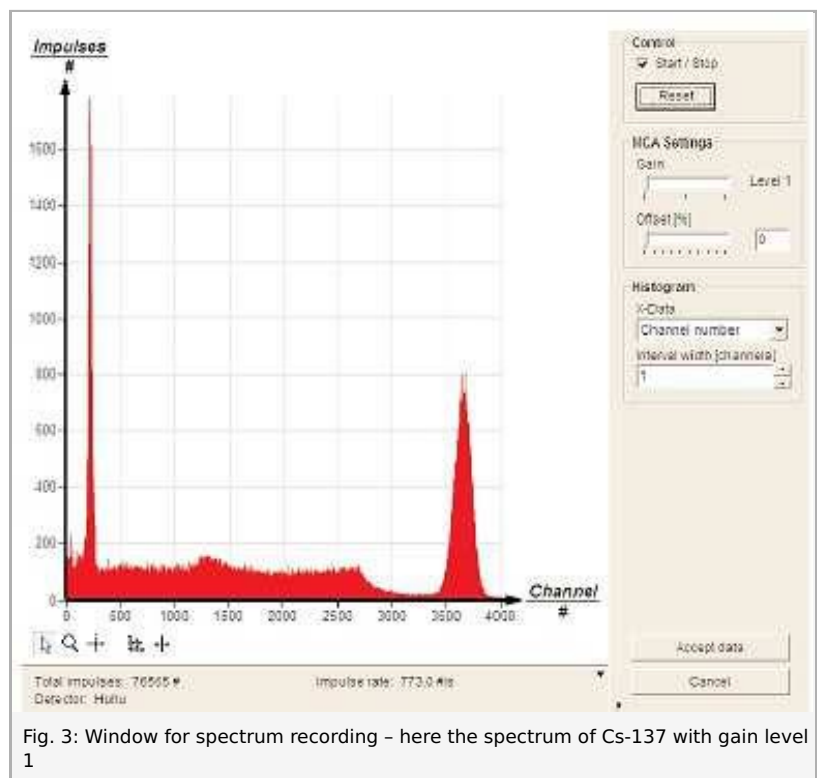 Impulses
#
1600
1400
1200
1000
800
600
400
200
0
0 500 1000 1500 2000 2500 3000 3500 4000
Channel
#
Total impulses: 76565 #
Impulse rate: 773.0 #/s
Detector:
Control
Start / Stop
Reset
MCA Settings
Gain
Level 1
Offset [%]
0
Histogram
X-Data
Channel number
Interval width [channels]
1
Accept data
Cancel
Fig. 3: Window for spectrum recording – here the spectrum of Cs-137 with gain level
1